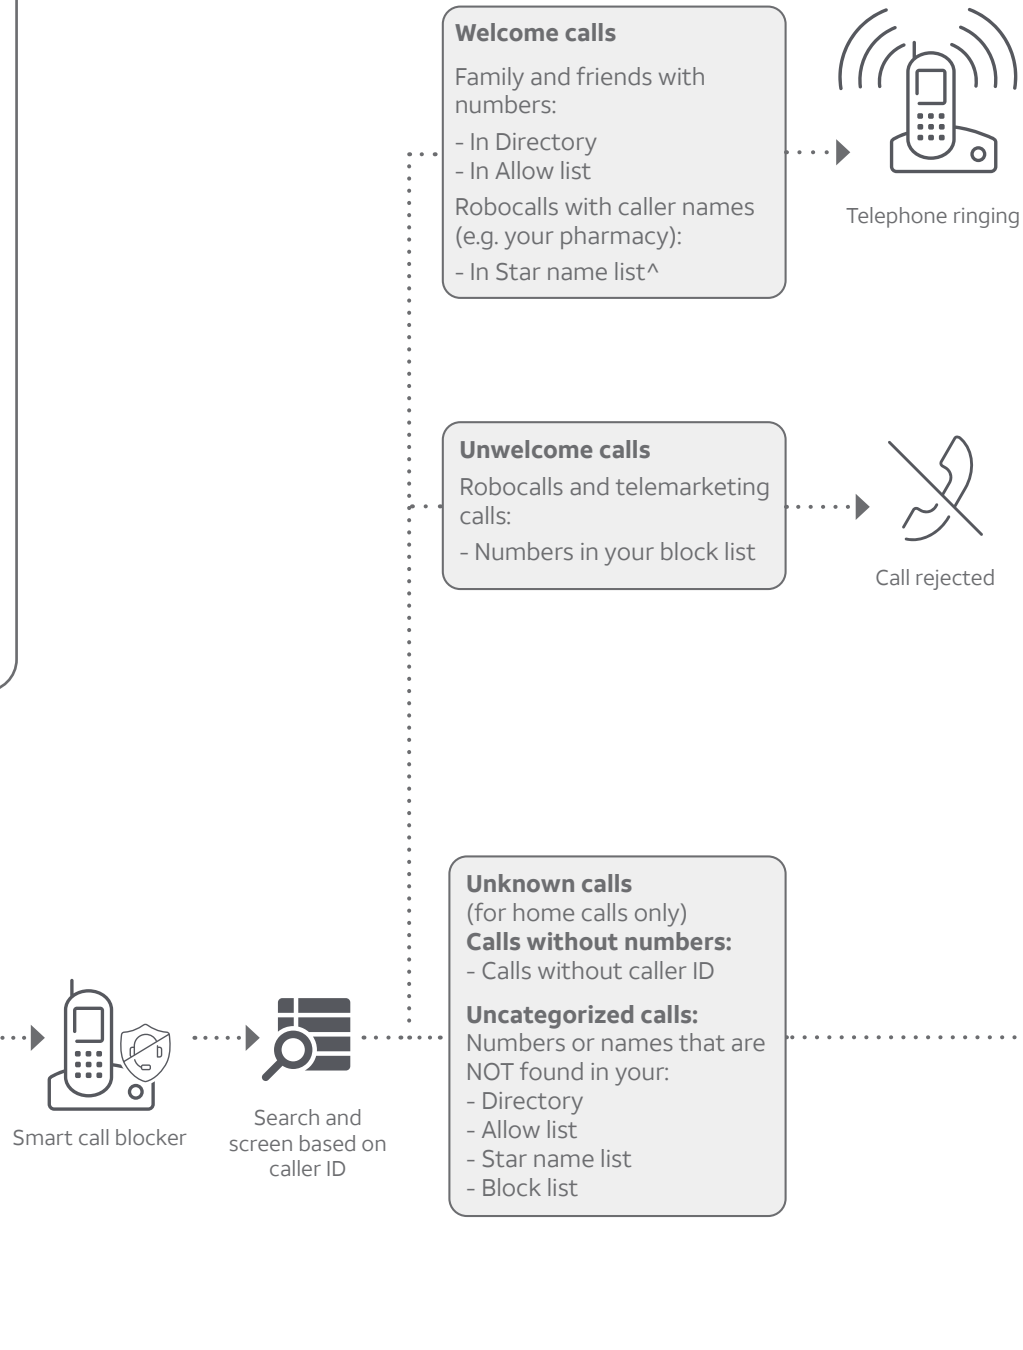 Welcome calls
Family and friends with
numbers:
- In Directory
- In Allow list
Robocalls with caller names
(e.g. your pharmacy):
- In Star name list^
Telephone ringing
Unwelcome calls
Robocalls and telemarketing
calls:
- Numbers in your block list
Call rejected
Unknown calls
(for home calls only)
Calls without numbers:
- Calls without caller ID
Uncategorized calls:
Numbers or names that are
NOT found in your:
- Directory
- Allow list
- Star name list
- Block list
Smart call blocker
Search and
screen based on
caller ID